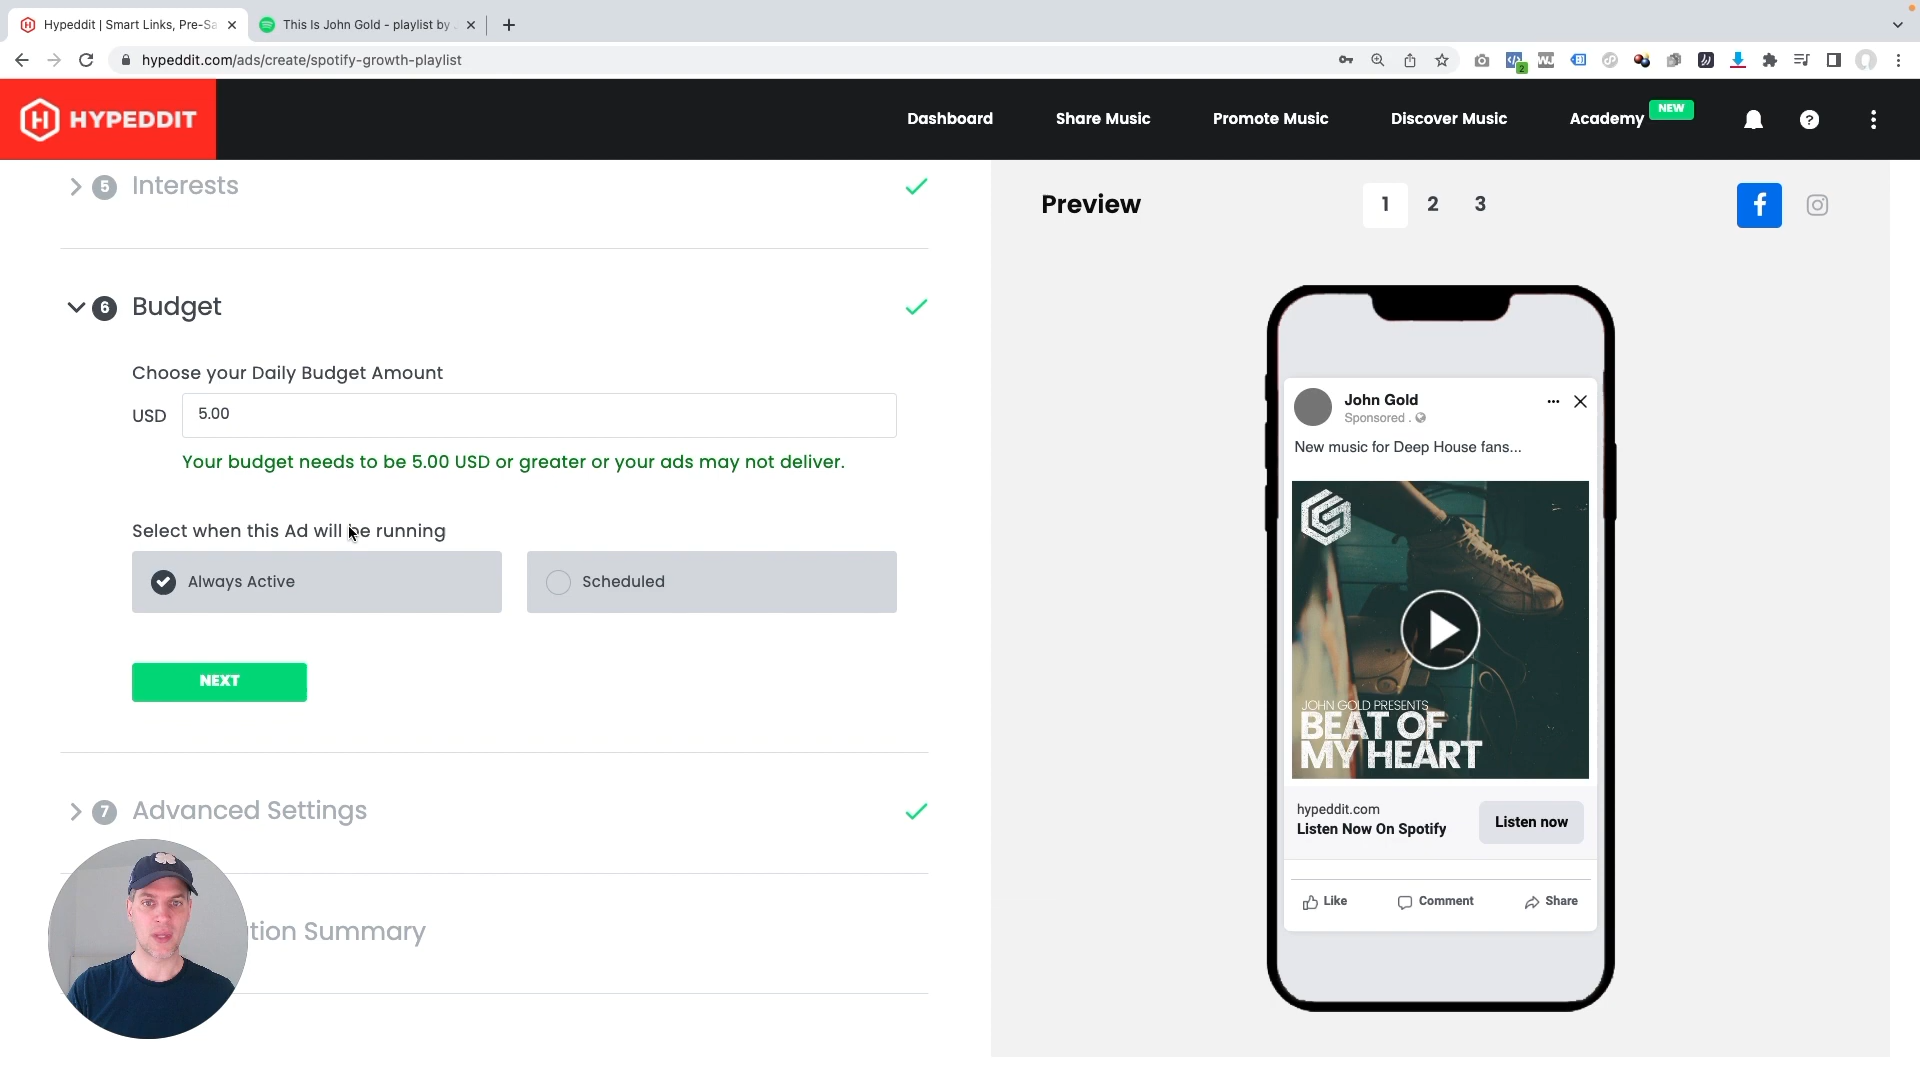 Hypeddit | Smart Links, Pre-Sa
This Is John Gold - playlist by
hypeddit.com/ads/create/spotify-growth-playlist
2
HYPEDDIT
Dashboard
Share Music
Promote Music
Discover Music
Academy
NEW
5 Interests
6 Budget
Choose your Daily Budget Amount
USD 5.00
Your budget needs to be 5.00 USD or greater or your ads may not deliver.
Select when this Ad will be running
Always Active
Scheduled
NEXT
7 Advanced Settings
tion Summary
Preview
1 2 3
John Gold
Sponsored .
New music for Deep House fans...
JOHN GOLD PRESENTS
BEAT OF
MY HEART
hypeddit.com
Listen Now On Spotify
Listen now
Like
Comment
Share